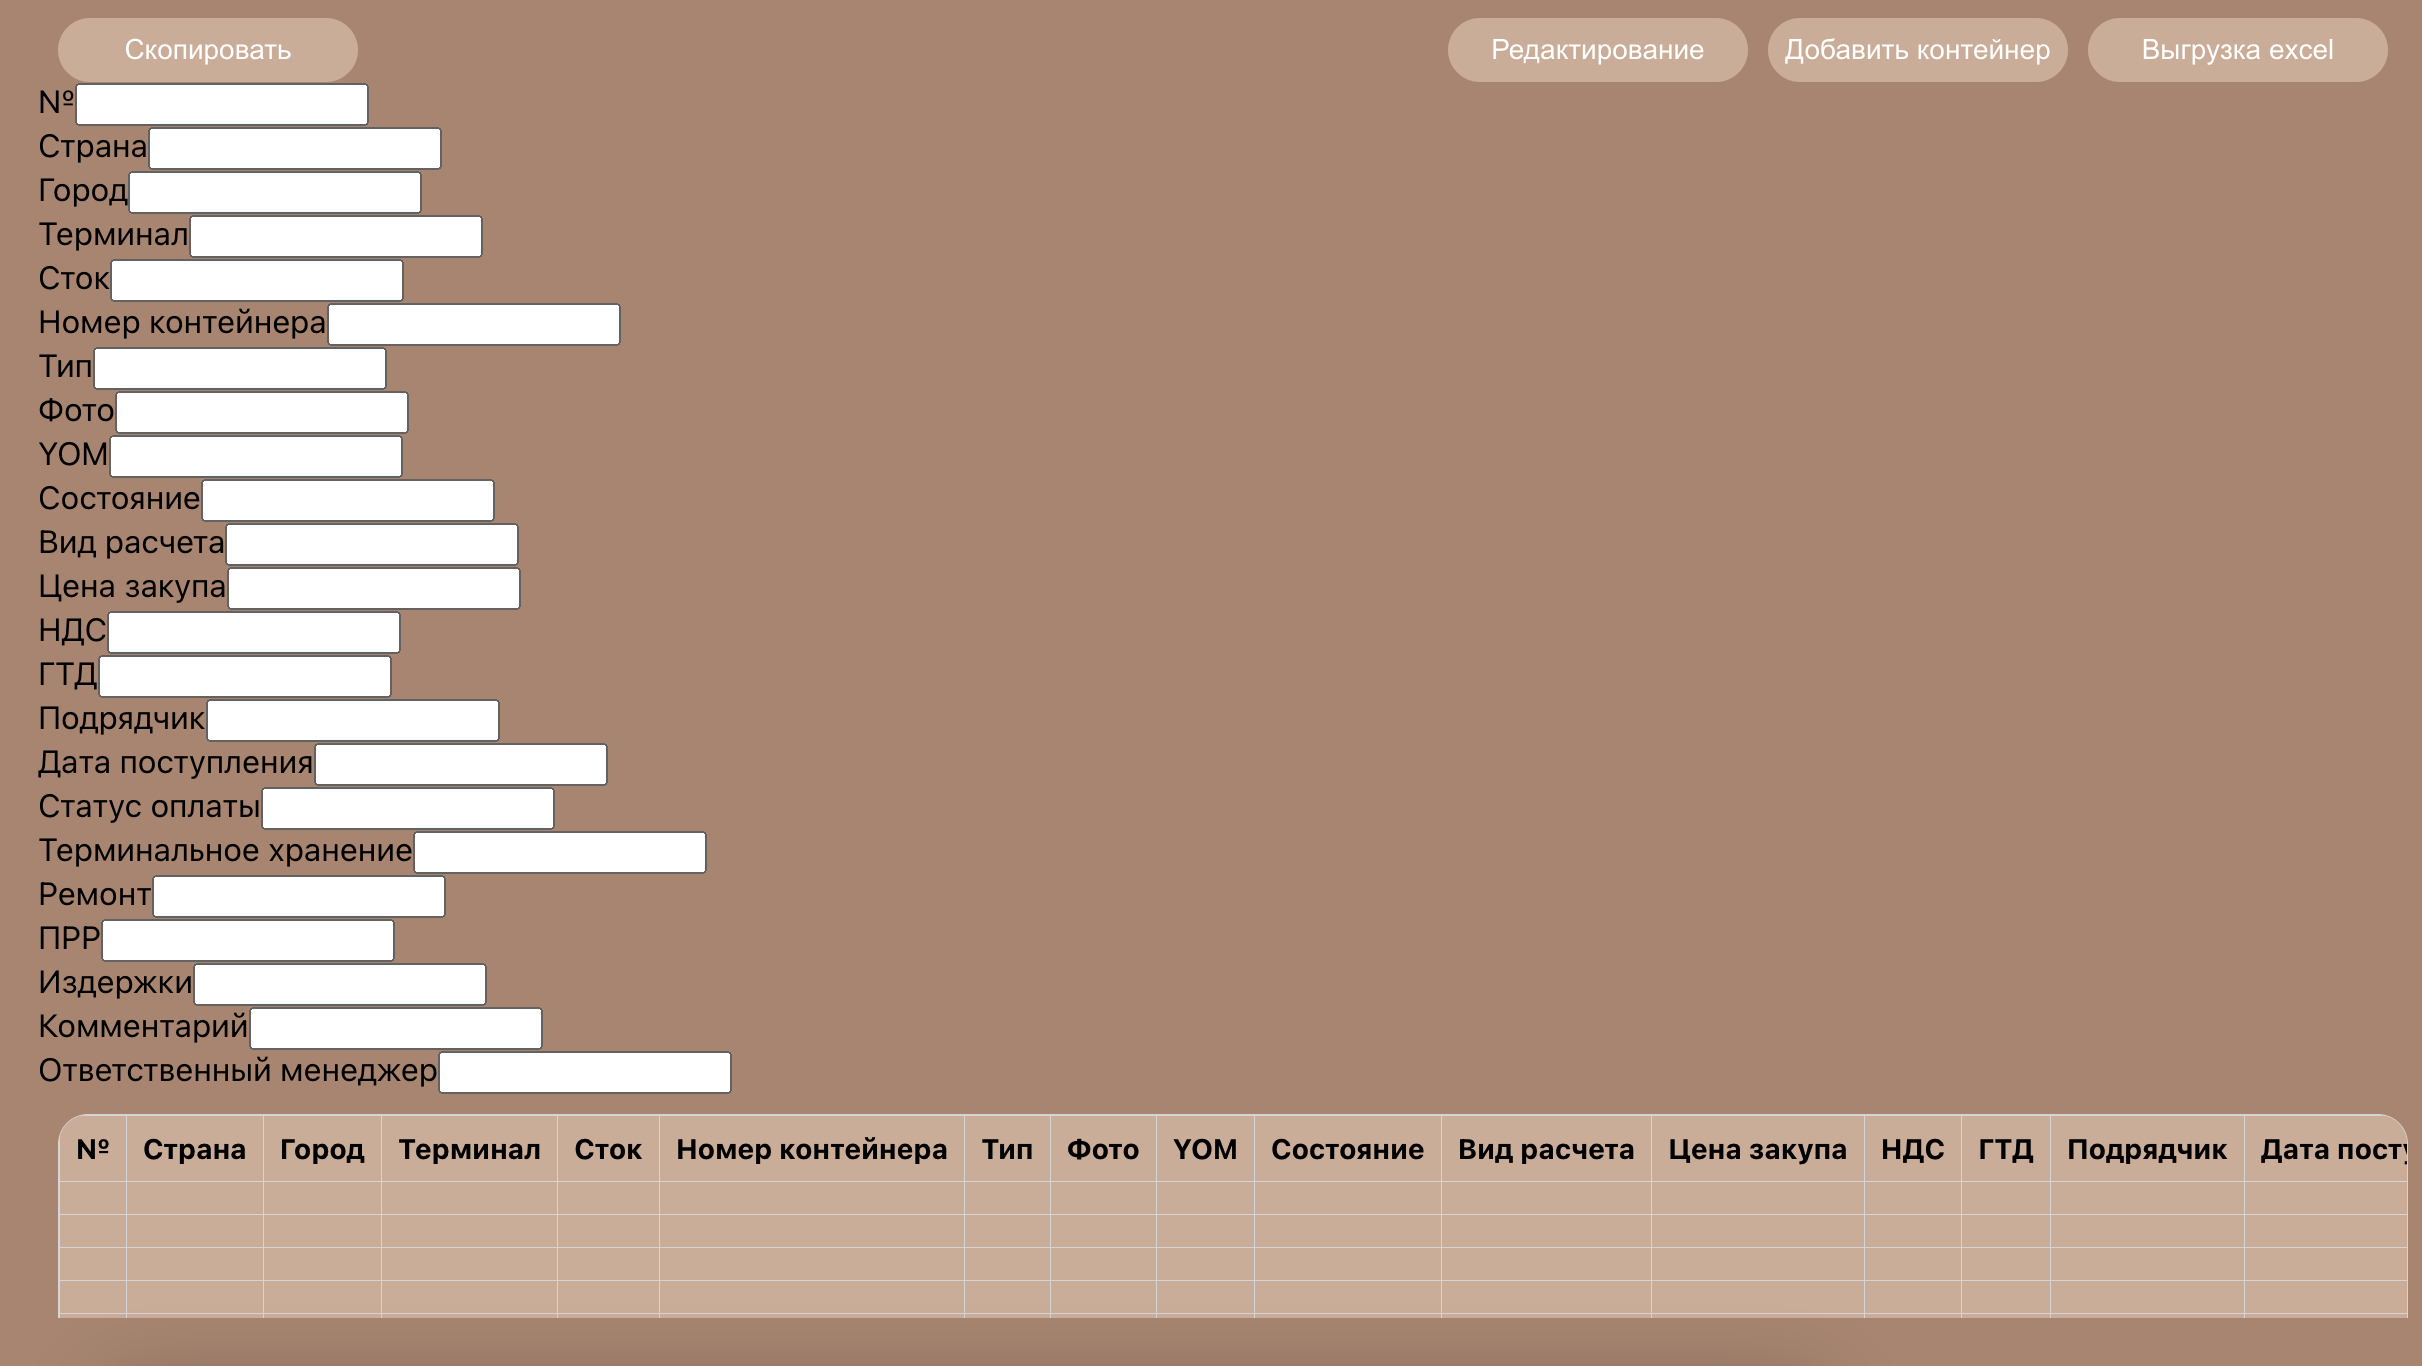 Скопировать Редактирование Добавить контейнер Выгрузка excel
№
Страна
Город
Терминал
Сток
Номер контейнера
Тип
Фото
YOM
Состояние
Вид расчета
Цена закупа
НДС
ГТД
Подрядчик
Дата поступления
Статус оплаты
Терминальное хранение
Ремонт
ПРР
Издержки
Комментарий
Ответственный менеджер
№ Страна Город Терминал Сток Номер контейнера Тип Фото YOM Состояние Вид расчета Цена закупа НДС ГТД Подрядчик Дата посту